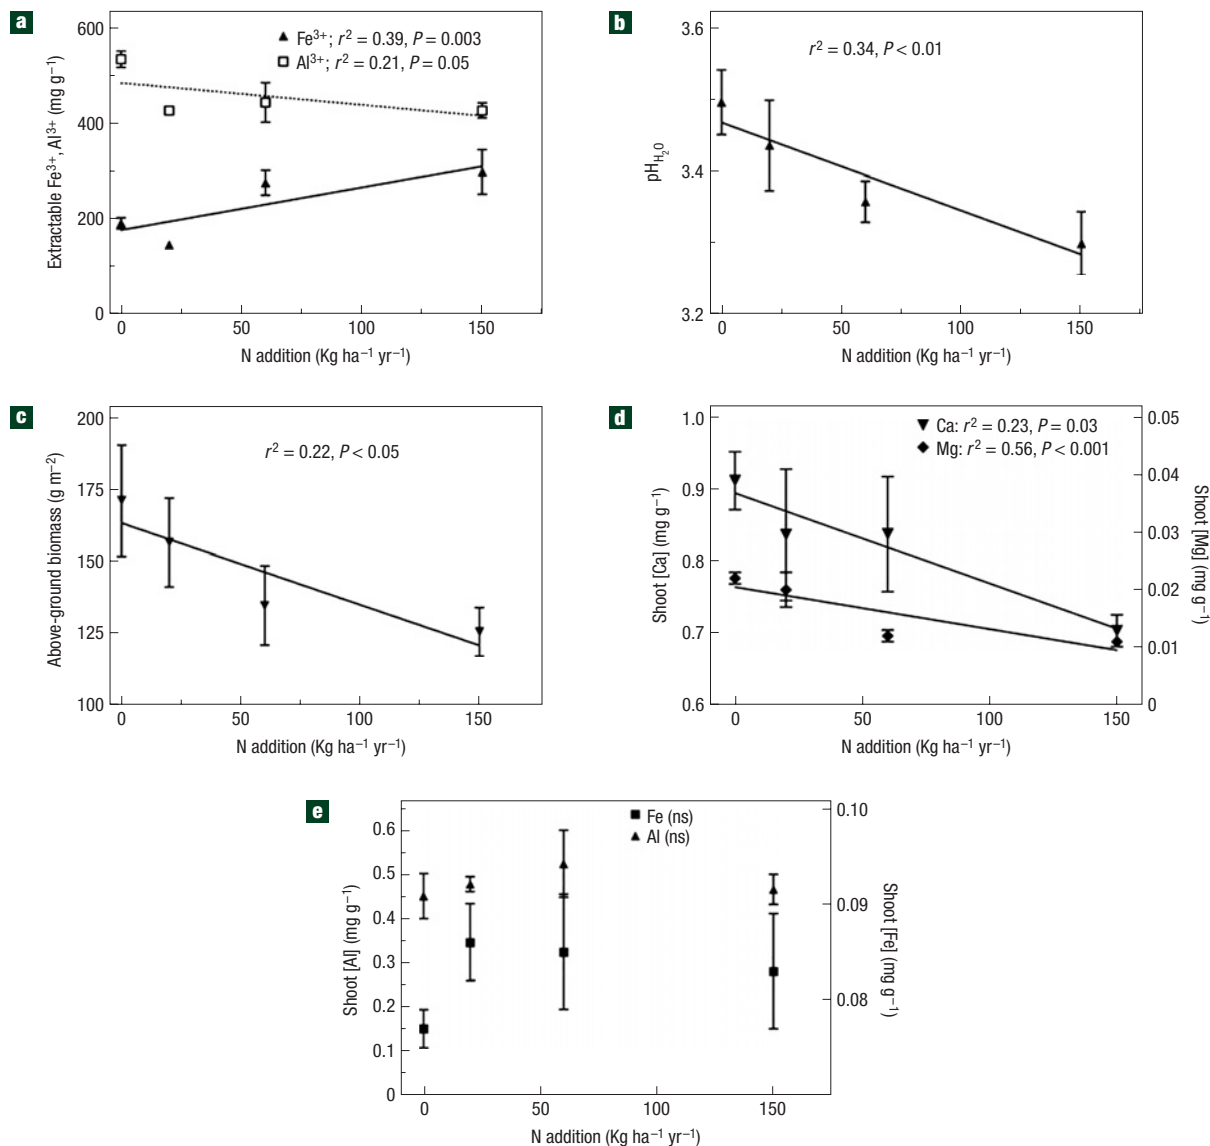 a
600
400
200
0
Extractable Fe³⁺, Al³⁺ (mg g⁻¹)
Fe³⁺; r² = 0.39, P = 0.003
Al³⁺; r² = 0.21, P = 0.05
0 50 100 150
N addition (Kg ha⁻¹ yr⁻¹)
b
3.6
3.4
3.2
pH_H₂O
r² = 0.34, P < 0.01
0 50 100 150
N addition (Kg ha⁻¹ yr⁻¹)
c
200
175
150
125
100
Above-ground biomass (g m⁻²)
r² = 0.22, P < 0.05
0 50 100 150
N addition (Kg ha⁻¹ yr⁻¹)
d
1.0
0.9
0.8
0.7
0.6
Shoot [Ca] (mg g⁻¹)
Ca: r² = 0.23, P = 0.03
Mg: r² = 0.56, P < 0.001
0.05
0.04
0.03
0.02
0.01
0
Shoot [Mg] (mg g⁻¹)
0 50 100 150
N addition (Kg ha⁻¹ yr⁻¹)
e
0.6
0.5
0.4
0.3
0.2
0.1
0
Shoot [Al] (mg g⁻¹)
Fe (ns)
Al (ns)
0.10
0.09
0.08
Shoot [Fe] (mg g⁻¹)
0 50 100 150
N addition (Kg ha⁻¹ yr⁻¹)